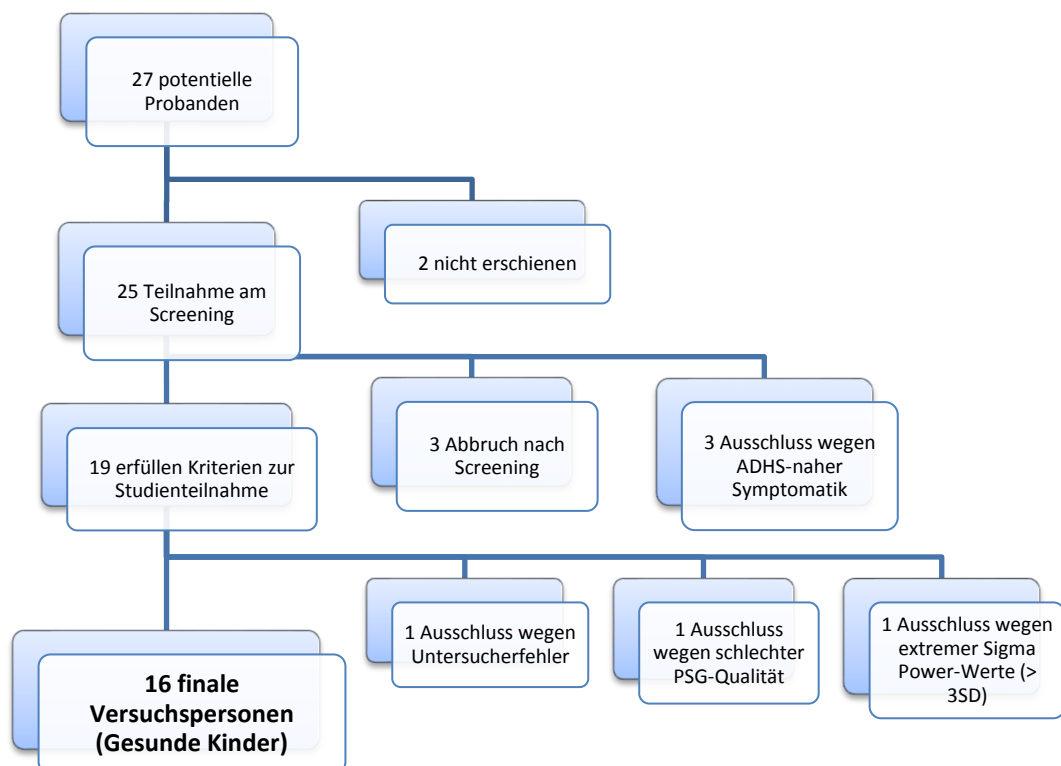 27 potentielle
Probanden
2 nicht erschienen
25 Teilnahme am
Screening
3 Abbruch nach
Screening
3 Ausschluss wegen
ADHS-naher
Symptomatik
19 erfüllen Kriterien zur
Studienteilnahme
1 Ausschluss wegen
Untersucherfehler
1 Ausschluss
wegen schlechter
PSG-Qualität
1 Ausschluss wegen
extremer Sigma
Power-Werte (>
3SD)
16 finale
Versuchspersonen
(Gesunde Kinder)